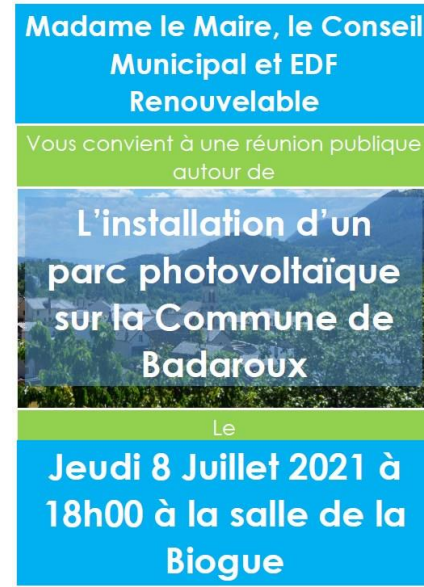 Madame le Maire, le Conseil
Municipal et EDF
Renouvelable
Vous convient à une réunion publique
autour de
L'installation d'un
parc photovoltaïque
sur la Commune de
Badaroux
Le
Jeudi 8 Juillet 2021 à
18h00 à la salle de la
Biogue